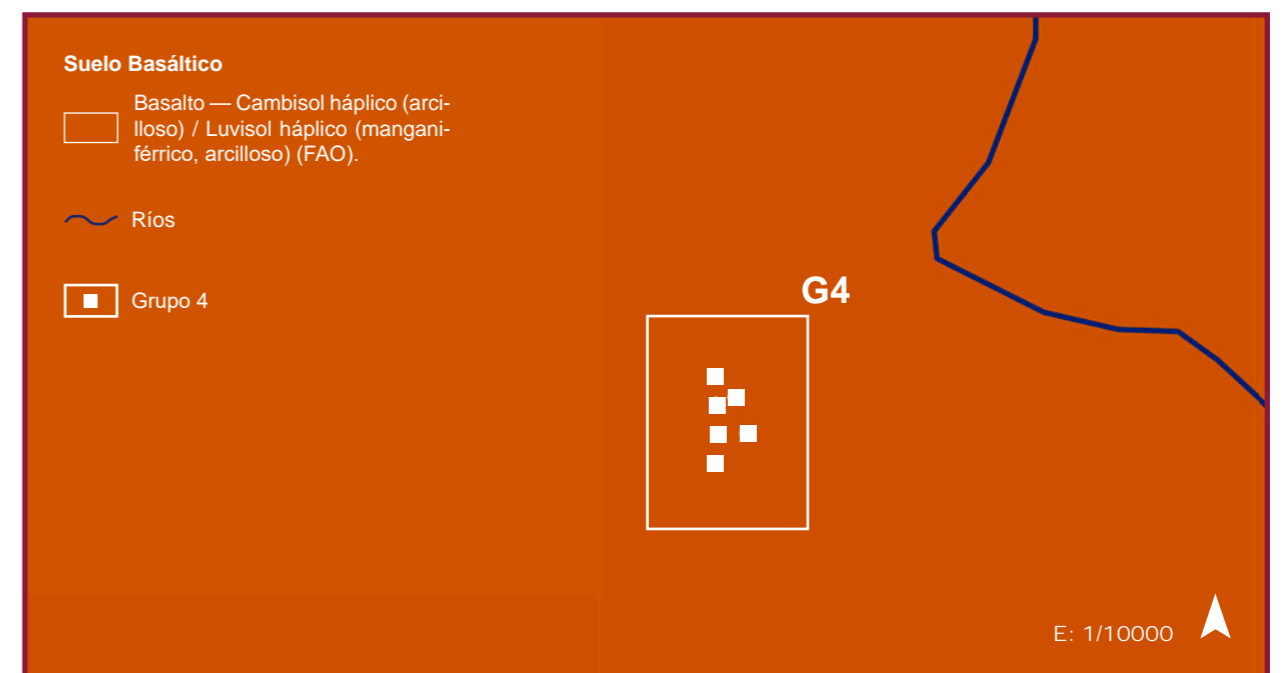 Suelo Basáltico
Basalto — Cambisol háplico (arci-
lloso) / Luvisol háplico (mangani-
férrico, arcilloso) (FAO).
Ríos
Grupo 4
G4
E: 1/10000